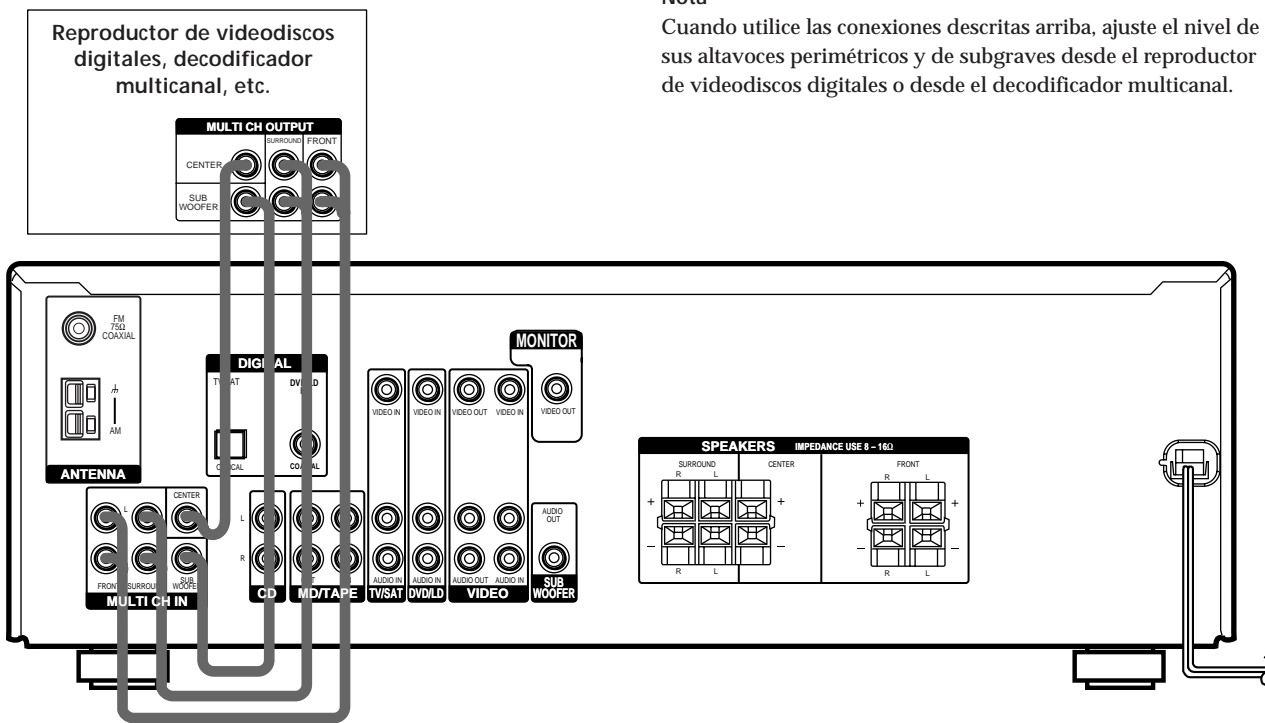 Nota
Cuando utilice las conexiones descritas arriba, ajuste el nivel de
sus altavoces perimétricos y de subgraves desde el reproductor
de videodiscos digitales o desde el decodificador multicanal.
Reproductor de videodiscos
digitales, decodificador
multicanal, etc.
MULTI CH OUTPUT
SURROUND FRONT
CENTER
SUB
WOOFER
FM
75Ω
COAXIAL
AM
ANTENNA
DIGITAL
MONITOR
VIDEO IN
VIDEO IN
VIDEO OUT
VIDEO IN
VIDEO OUT
COAXIAL
L
CENTER
FRONT SURROUND
SUB
WOOFER
MULTI CH IN
L
R
CD
MD/TAPE
AUDIO IN
TV/SAT
AUDIO IN
DVD/LD
AUDIO OUT
AUDIO IN
VIDEO
AUDIO
OUT
SUB
WOOFER
SPEAKERS IMPEDANCE USE 8 – 16Ω
SURROUND CENTER FRONT
R L R L
+ + + +
– – – –
R L R L